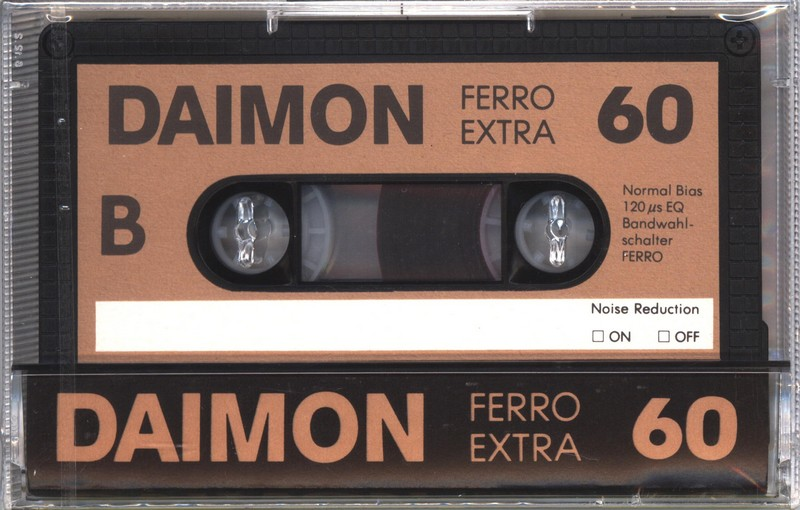 DAIMON FERRO EXTRA 60
B
Normal Bias
120 µs EQ
Bandwahl-
schalter
FERRO
Noise Reduction
☐ ON ☐ OFF
DAIMON FERRO EXTRA 60